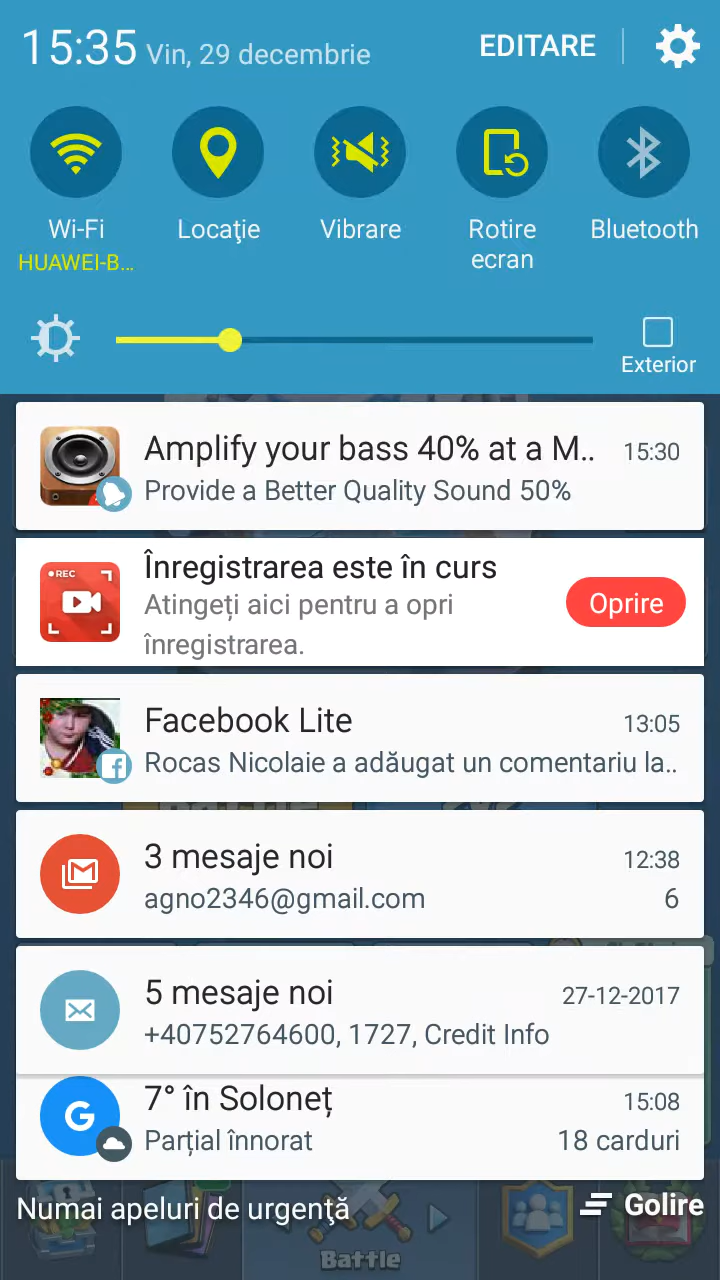 15:35 Vin, 29 decembrie EDITARE
Wi-Fi Locație Vibrare Rotire ecran Bluetooth
HUAWEI-B...
Exterior
Amplify your bass 40% at a M.. 15:30
Provide a Better Quality Sound 50%
REC
Înregistrarea este în curs
Atingeți aici pentru a opri
înregistrarea.
Oprire
Facebook Lite 13:05
Rocas Nicolaie a adăugat un comentariu la..
3 mesaje noi 12:38
agno2346@gmail.com 6
5 mesaje noi 27-12-2017
+40752764600, 1727, Credit Info
7° în Soloneț 15:08
Parțial înnorat 18 carduri
Numai apeluri de urgenţă Golire
Battle